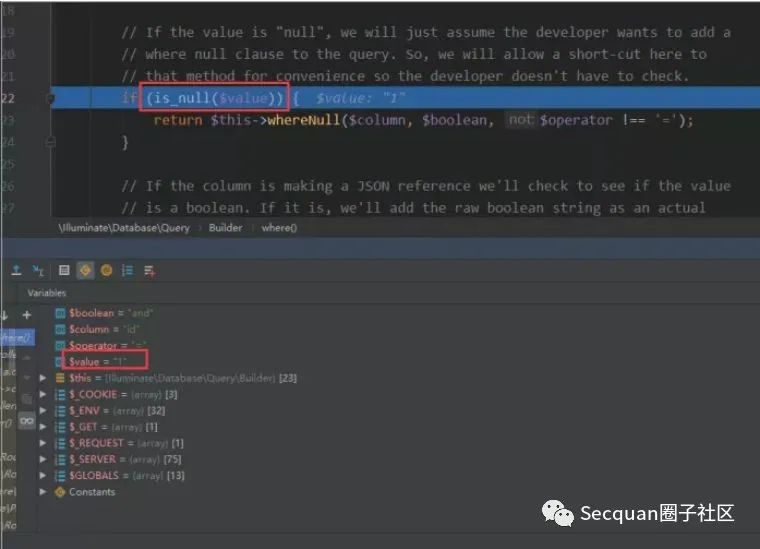 18
19 // If the value is "null", we will just assume the developer wants to add a
20 // where null clause to the query. So, we will allow a short-cut here to
21 // that method for convenience so the developer doesn't have to check.
22 if (is_null($value)) { $value: "1"
23 return $this->whereNull($column, $boolean, not: $operator !== '=');
24 }
25
26 // If the column is making a JSON reference we'll check to see if the value
27 // is a boolean. If it is, we'll add the raw boolean string as an actual
\Illuminate\Database\Query › Builder › where()
Variables
$boolean = "and"
$column = "id"
$operator = "="
$value = "1"
$this = {Illuminate\Database\Query\Builder} [23]
$_COOKIE = (array) [3]
$_ENV = (array) [32]
$_GET = (array) [1]
$_REQUEST = (array) [1]
$_SERVER = (array) [75]
$GLOBALS = (array) [13]
Constants
Secquan圈子社区